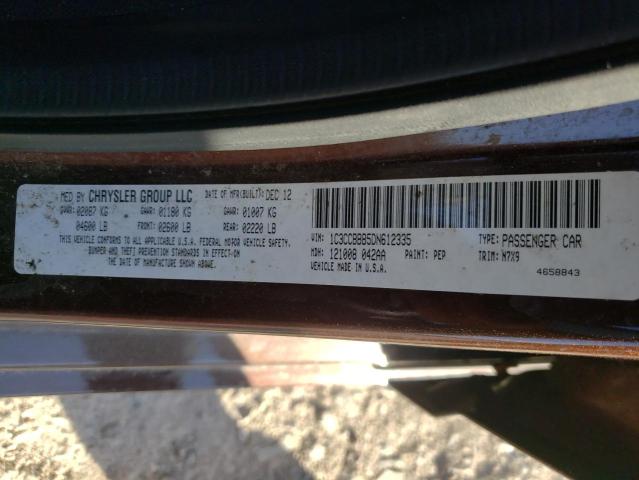 MFD BY CHRYSLER GROUP LLC DATE OF MFR(BUILT): DEC 12
GVWR: 02087 KG GAWR: 01180 KG GAWR: 01007 KG
04600 LB FRONT: 02600 LB REAR: 02220 LB
THIS VEHICLE CONFORMS TO ALL APPLICABLE U.S.A. FEDERAL MOTOR VEHICLE SAFETY,
BUMPER AND THEFT PREVENTION STANDARDS IN EFFECT ON
THE DATE OF MANUFACTURE SHOWN ABOVE.
VIN: 1C3CCBBB5DN612335 TYPE: PASSENGER CAR
MDH: 121008 042AA PAINT: PEP TRIM: N7X9
VEHICLE MADE IN U.S.A. 4658843